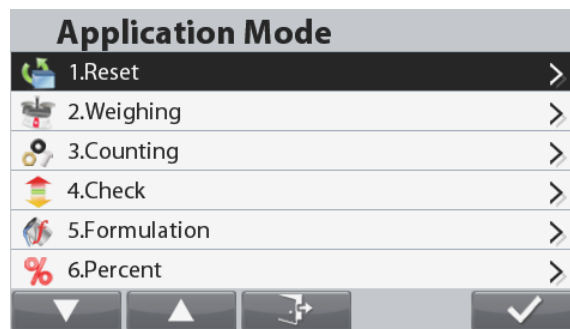 Application Mode
1.Reset
2.Weighing
3.Counting
4.Check
5.Formulation
6.Percent